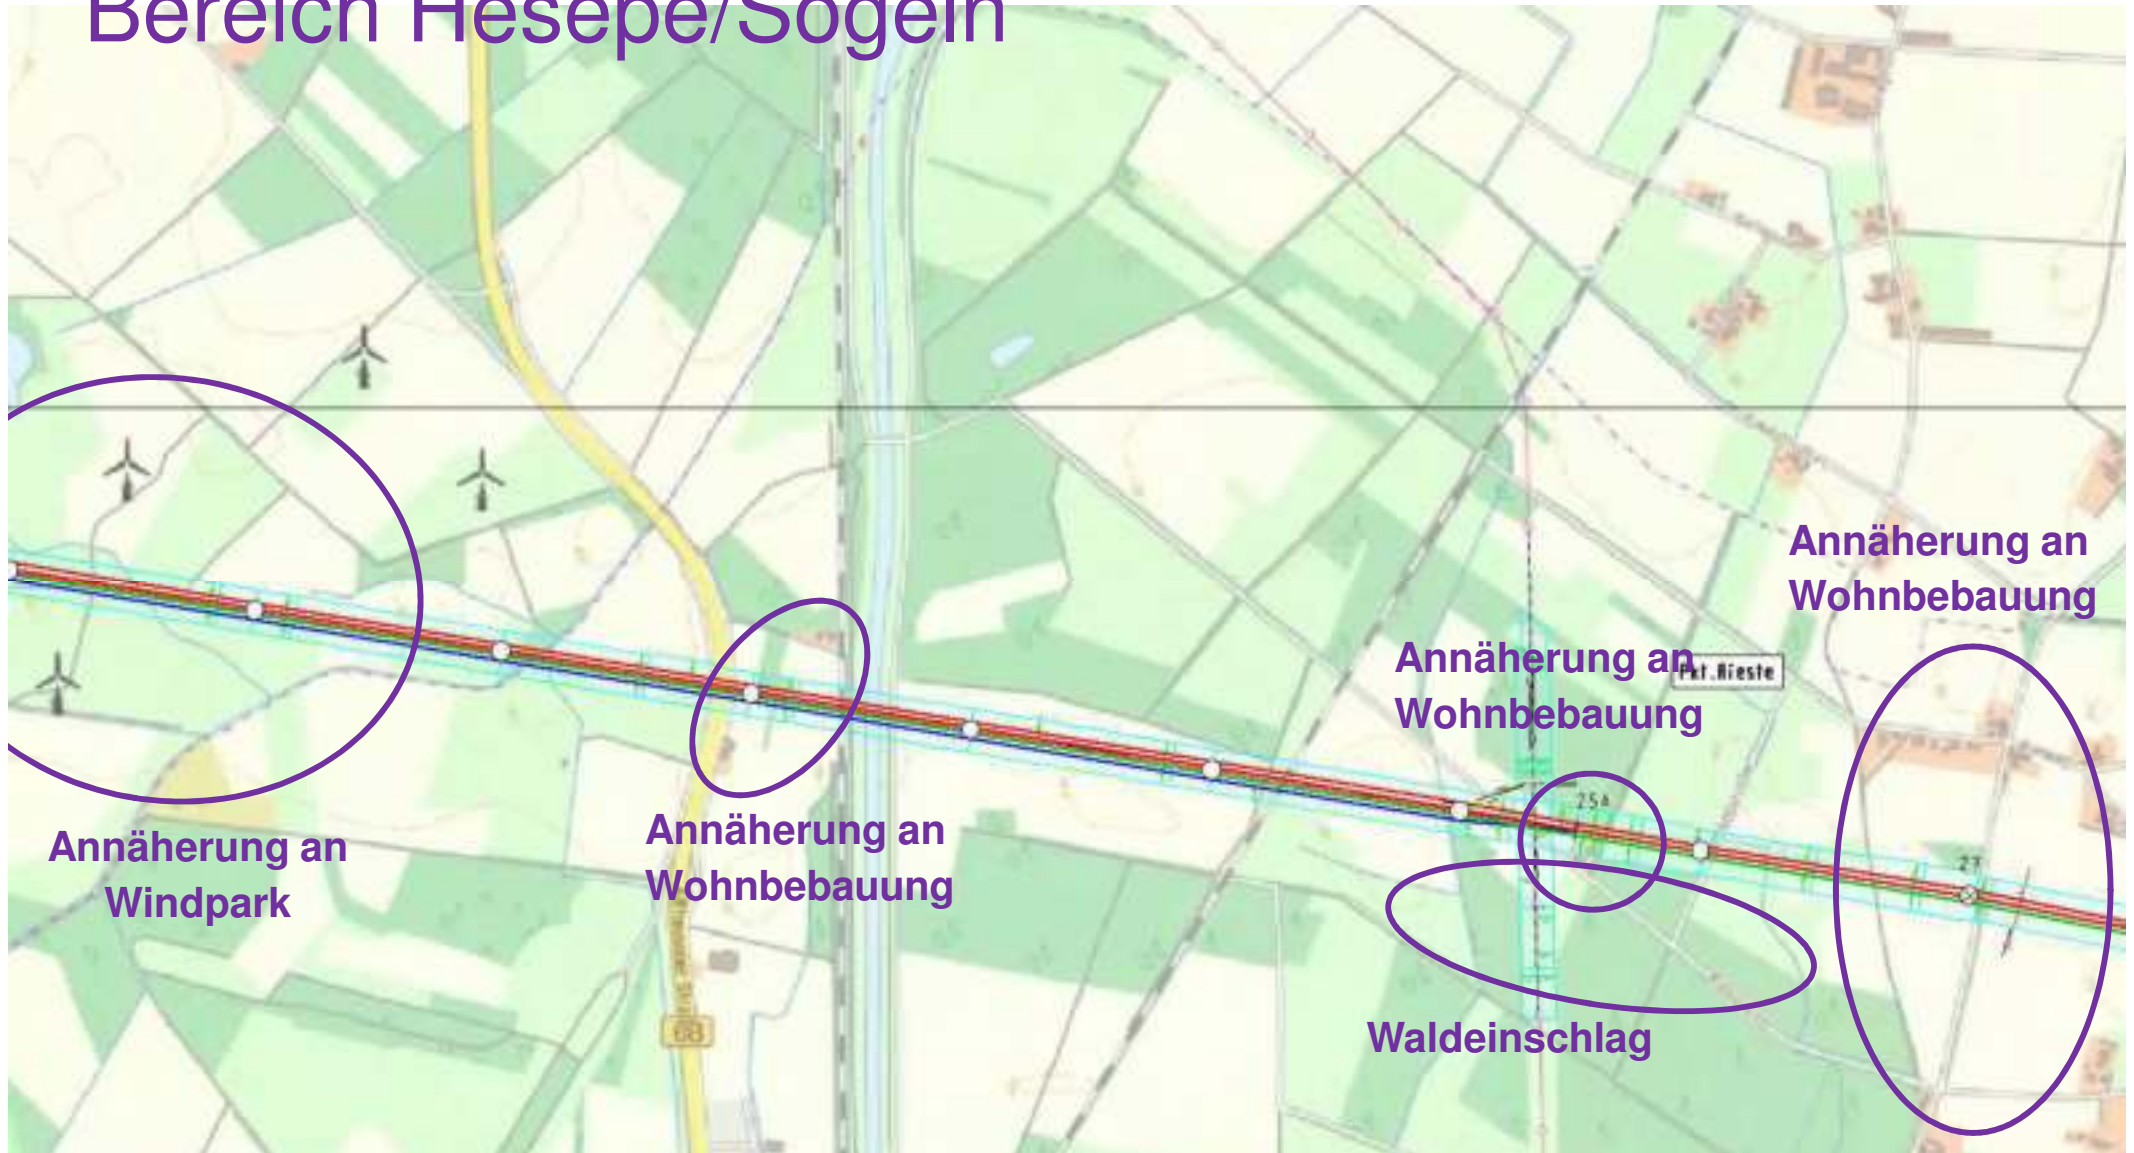 Bereich Hesepe/Sögeln
Annäherung an
Wohnbebauung
Annäherung an
Wohnbebauung
Pkt. Rieste
25A
Annäherung an
Wohnbebauung
Annäherung an
Windpark
27
Waldeinschlag
68